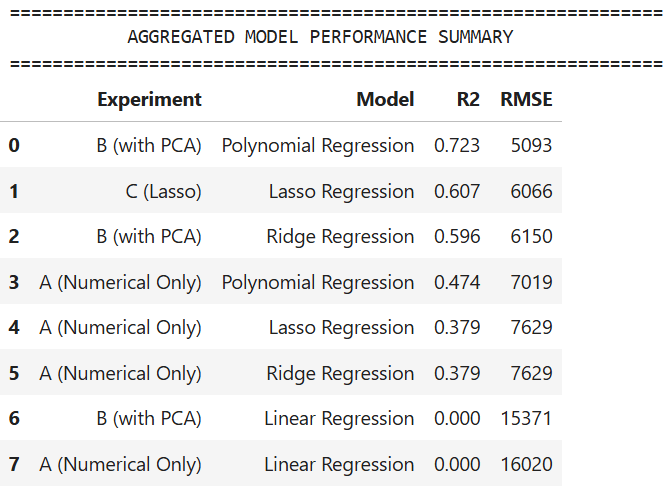 ==============================================================
AGGREGATED MODEL PERFORMANCE SUMMARY
==============================================================
Experiment Model R2 RMSE
0 B (with PCA) Polynomial Regression 0.723 5093
1 C (Lasso) Lasso Regression 0.607 6066
2 B (with PCA) Ridge Regression 0.596 6150
3 A (Numerical Only) Polynomial Regression 0.474 7019
4 A (Numerical Only) Lasso Regression 0.379 7629
5 A (Numerical Only) Ridge Regression 0.379 7629
6 B (with PCA) Linear Regression 0.000 15371
7 A (Numerical Only) Linear Regression 0.000 16020